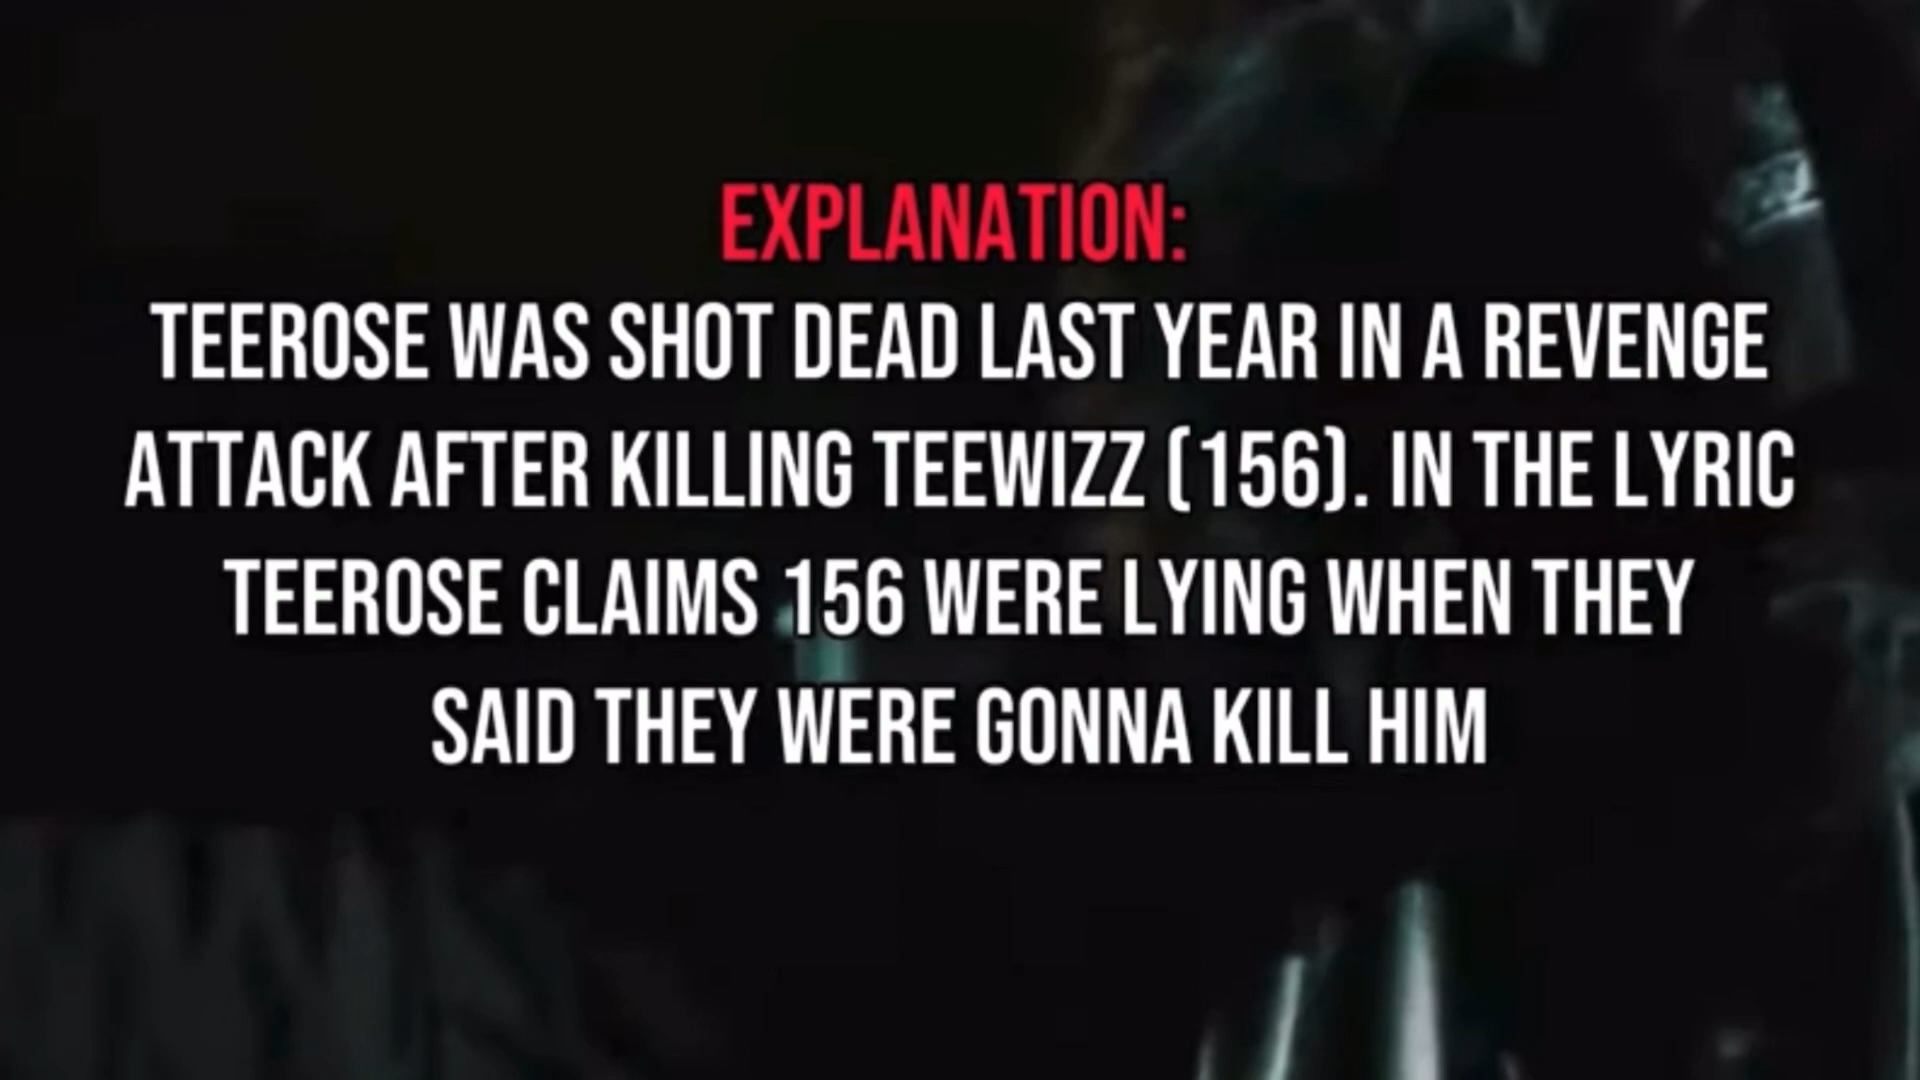 EXPLANATION:
TEEROSE WAS SHOT DEAD LAST YEAR IN A REVENGE
ATTACK AFTER KILLING TEEWIZZ (156). IN THE LYRIC
TEEROSE CLAIMS 156 WERE LYING WHEN THEY
SAID THEY WERE GONNA KILL HIM